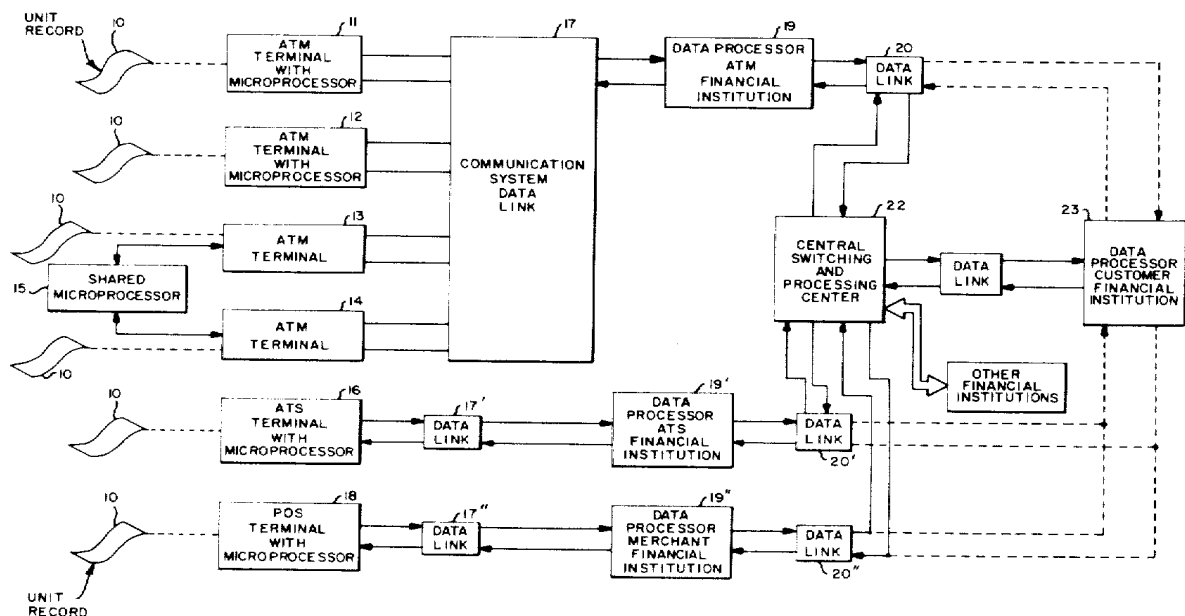 UNIT
RECORD
10
11
ATM
TERMINAL
WITH
MICROPROCESSOR
17
COMMUNICATION
SYSTEM
DATA
LINK
19
DATA PROCESSOR
ATM
FINANCIAL
INSTITUTION
20
DATA
LINK
10
12
ATM
TERMINAL
WITH
MICROPROCESSOR
10
13
ATM
TERMINAL
15
SHARED
MICROPROCESSOR
14
ATM
TERMINAL
10
22
CENTRAL
SWITCHING
AND
PROCESSING
CENTER
DATA
LINK
23
DATA
PROCESSOR
CUSTOMER
FINANCIAL
INSTITUTION
OTHER
FINANCIAL
INSTITUTIONS
10
16
ATS
TERMINAL
WITH
MICROPROCESSOR
17'
DATA
LINK
19'
DATA
PROCESSOR
ATS
FINANCIAL
INSTITUTION
DATA
LINK
20'
10
18
POS
TERMINAL
WITH
MICROPROCESSOR
17"
DATA
LINK
19"
DATA
PROCESSOR
MERCHANT
FINANCIAL
INSTITUTION
DATA
LINK
20"
UNIT
RECORD